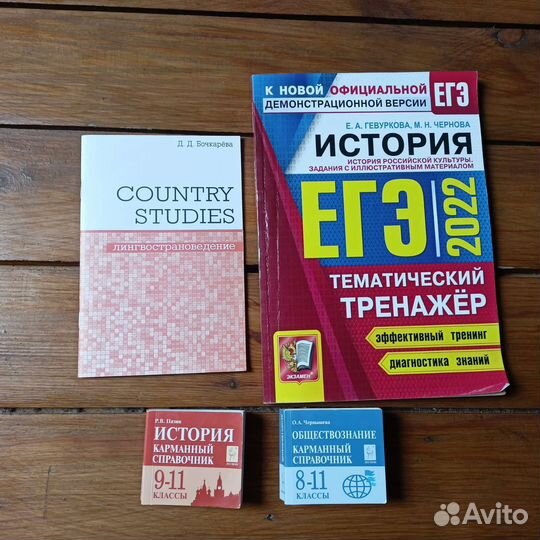 Д. Д. Бочкарёва
COUNTRY
STUDIES
лингвострановедение
К НОВОЙ ОФИЦИАЛЬНОЙ
ДЕМОНСТРАЦИОННОЙ ВЕРСИИ
ЕГЭ
Е. А. ГЕВУРКОВА, М. Н. ЧЕРНОВА
ИСТОРИЯ
ИСТОРИЯ РОССИЙСКОЙ КУЛЬТУРЫ.
ЗАДАНИЯ С ИЛЛЮСТРАТИВНЫМ МАТЕРИАЛОМ
ЕГЭ
2022
ТЕМАТИЧЕСКИЙ
ТРЕНАЖЁР
эффективный тренинг
диагностика знаний
ЭКЗАМЕН
Р.В. Пазин
ИСТОРИЯ
КАРМАННЫЙ
СПРАВОЧНИК
9-11
КЛАССЫ
О.А. Чернышева
ОБЩЕСТВОЗНАНИЕ
КАРМАННЫЙ
СПРАВОЧНИК
8-11
КЛАССЫ
Avito